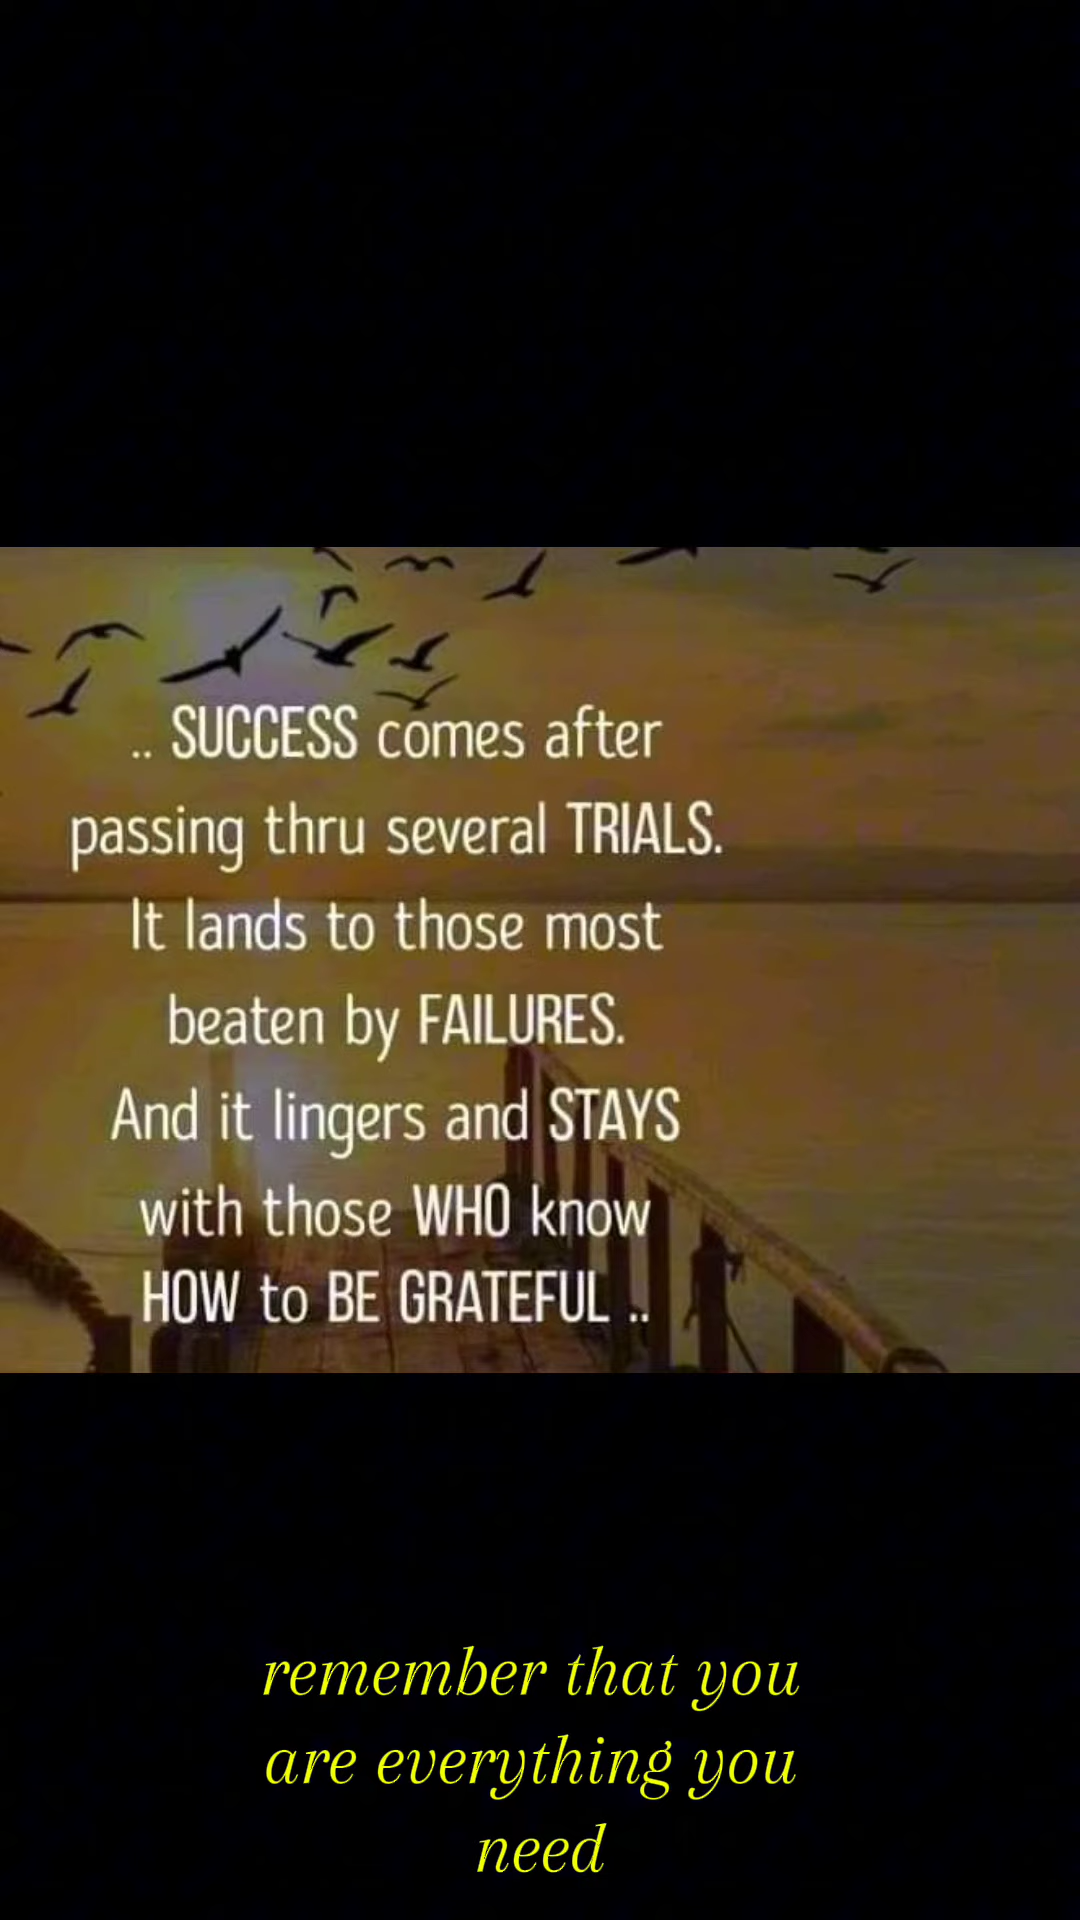 .. SUCCESS comes after
passing thru several TRIALS.
It lands to those most
beaten by FAILURES.
And it lingers and STAYS
with those WHO know
HOW to BE GRATEFUL ..
remember that you
are everything you
need